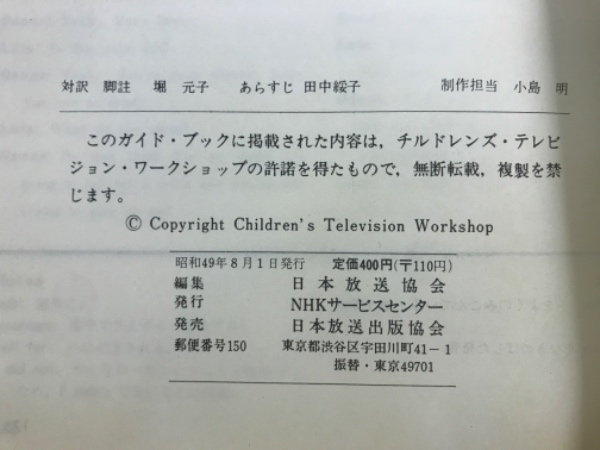 対訳 脚註 堀 元子 あらすじ 田中綏子 制作担当 小島 明
このガイド・ブックに掲載された内容は，チルドレンズ・テレビ
ジョン・ワークショップの許諾を得たもので，無断転載，複製を禁
じます。
© Copyright Children's Television Workshop
昭和49年8月1日発行 定価400円(〒110円)
編集 日本放送協会
発行 NHKサービスセンター
発売 日本放送出版協会
郵便番号150 東京都渋谷区宇田川町41-1
振替・東京49701